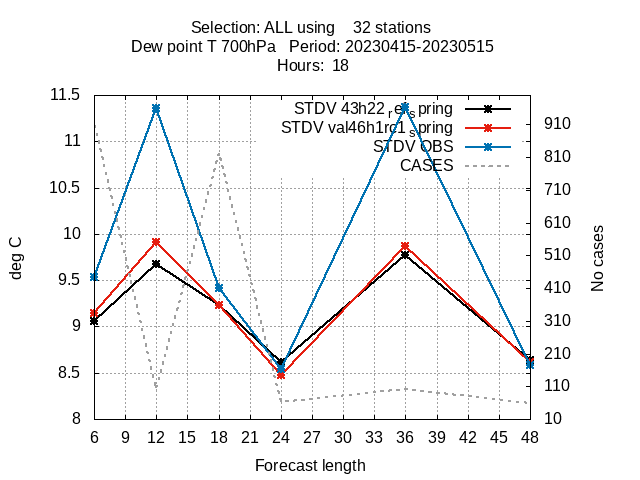 Selection: ALL using 32 stations
Dew point T 700hPa Period: 20230415-20230515
Hours: 18
STDV 43h22_re_spring
STDV val46h1rc1_spring
STDV OBS
CASES
11.5
11
10.5
10
9.5
9
8.5
8
910
810
710
610
510
410
310
210
110
10
deg C
No cases
6 9 12 15 18 21 24 27 30 33 36 39 42 45 48
Forecast length